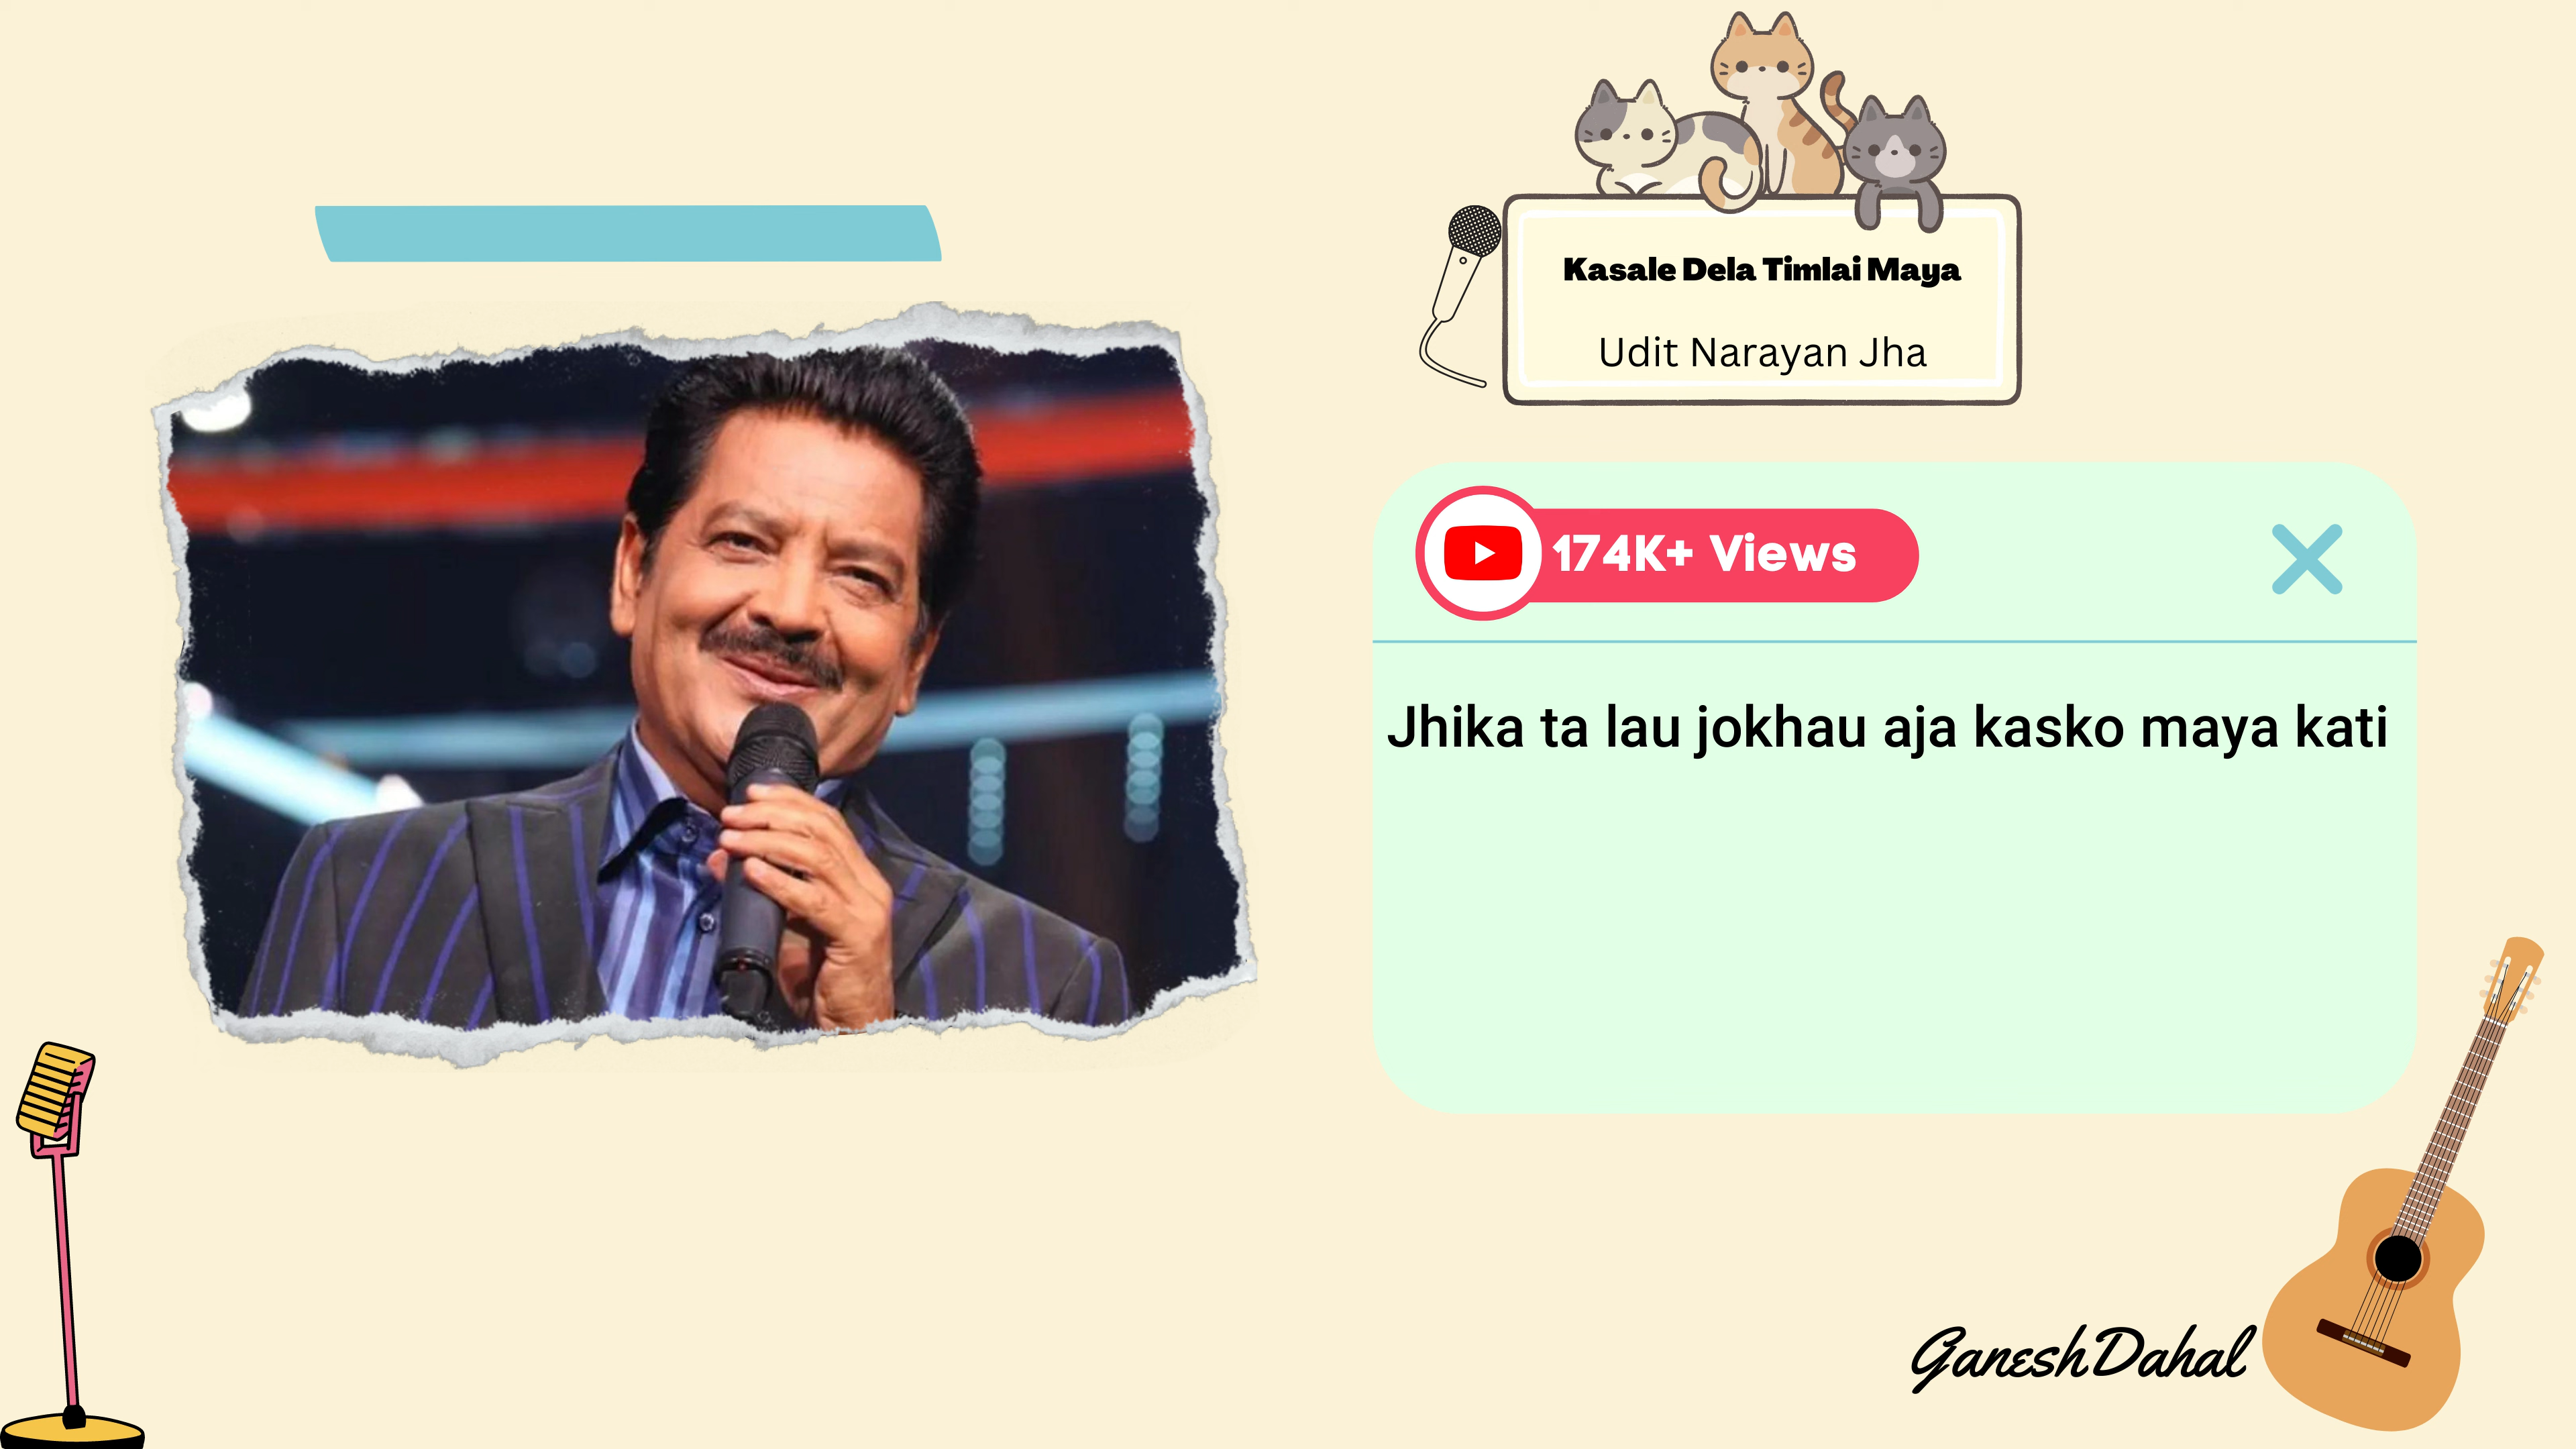 Kasale Dela Timlai Maya
Udit Narayan Jha
174K+ Views
Jhika ta lau jokhau aja kasko maya kati
GaneshDahal